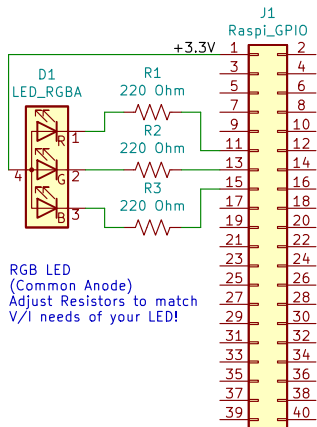 J1
Raspi_GPIO
+3.3V
1 2
3 4
5 6
7 8
9 10
11 12
13 14
15 16
17 18
19 20
21 22
23 24
25 26
27 28
29 30
31 32
33 34
35 36
37 38
39 40
D1
LED_RGBA
R 1
4 G 2
B 3
R1
220 Ohm
R2
220 Ohm
R3
220 Ohm
RGB LED
(Common Anode)
Adjust Resistors to match
V/I needs of your LED!